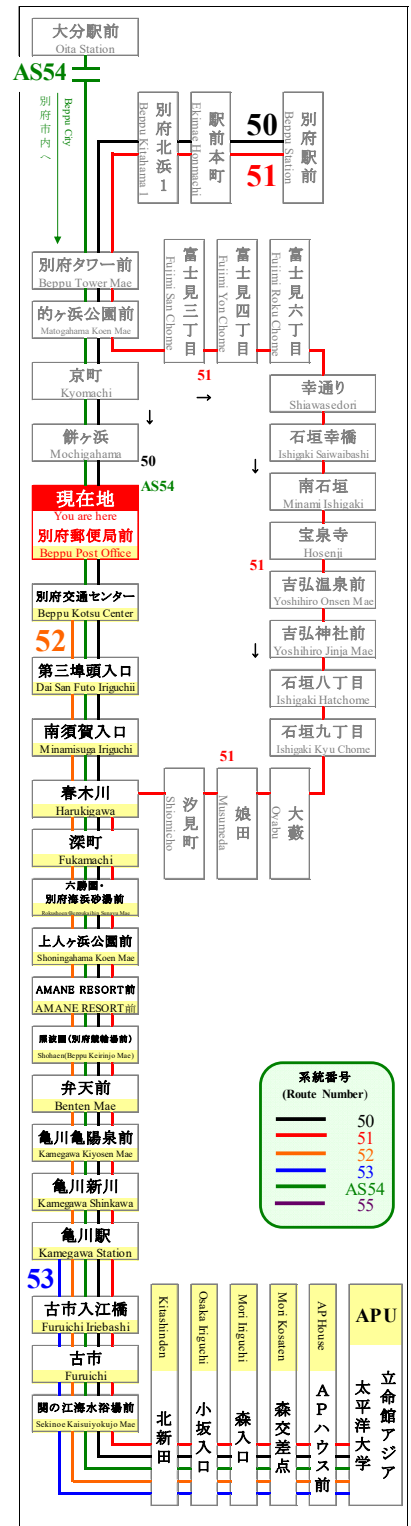 大分駅前
Oita Station
AS54
別府市内へ
Beppu City
別府北浜1
Beppu Kitahama 1
駅前本町
Ekimae Honmachi
50
51
別府駅前
Beppu Station
別府タワー前
Beppu Tower Mae
的ヶ浜公園前
Matogahama Koen Mae
富士見三丁目
Fujimi San Chome
富士見四丁目
Fujimi Yon Chome
富士見六丁目
Fujimi Roku Chome
京町
Kyomachi
51
→
幸通り
Shiawasedori
↓
餅ヶ浜
Mochigahama
50
石垣幸橋
Ishigaki Saiwaibashi
↓
現在地
You are here
別府郵便局前
Beppu Post Office
AS54
南石垣
Minami Ishigaki
宝泉寺
Hosenji
51
吉弘温泉前
Yoshihiro Onsen Mae
別府交通センター
Beppu Kotsu Center
52
吉弘神社前
Yoshihiro Jinja Mae
↓
第三埠頭入口
Dai San Futo Iriguchii
石垣八丁目
Ishigaki Hatchome
南須賀入口
Minamisuga Iriguchi
石垣九丁目
Ishigaki Kyu Chome
51
春木川
Harukigawa
汐見町
Shiomicho
娘田
Musumeda
大藪
Oyabu
深町
Fukamachi
六勝園・
別府海浜砂湯前
上人ヶ浜公園前
Shoningahama Koen Mae
AMANE RESORT前
AMANE RESORT前
照波園(別府競輪場前)
Shohaen(Beppu Keirinjo Mae)
弁天前
Benten Mae
亀川亀陽泉前
Kamegawa Kiyosen Mae
亀川新川
Kamegawa Shinkawa
亀川駅
Kamegawa Station
53
古市入江橋
Furuichi Iriebashi
古市
Furuichi
関の江海水浴場前
Sekinoe Kaisuiyokujo Mae
系統番号
(Route Number)
50
51
52
53
AS54
55
Kitashinden
北新田
Osaka Iriguchi
小坂入口
Mori Iriguchi
森入口
Mori Kosaten
森交差点
AP House
APハウス前
APU
立命館アジア
太平洋大学